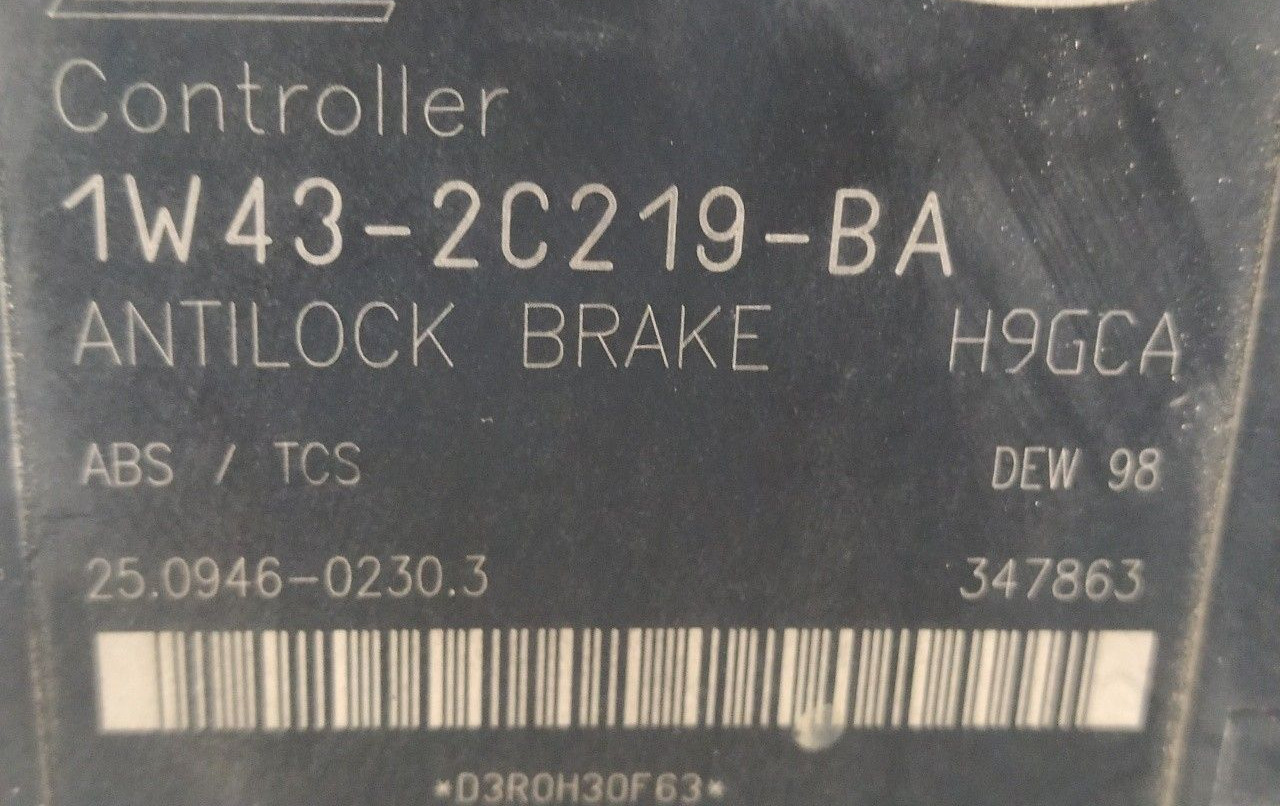 Controller
1W43-2C219-BA
ANTILOCK BRAKE H9GCA
ABS / TCS DEW 98
25.0946-0230.3 347863
*D3R0H30F63*